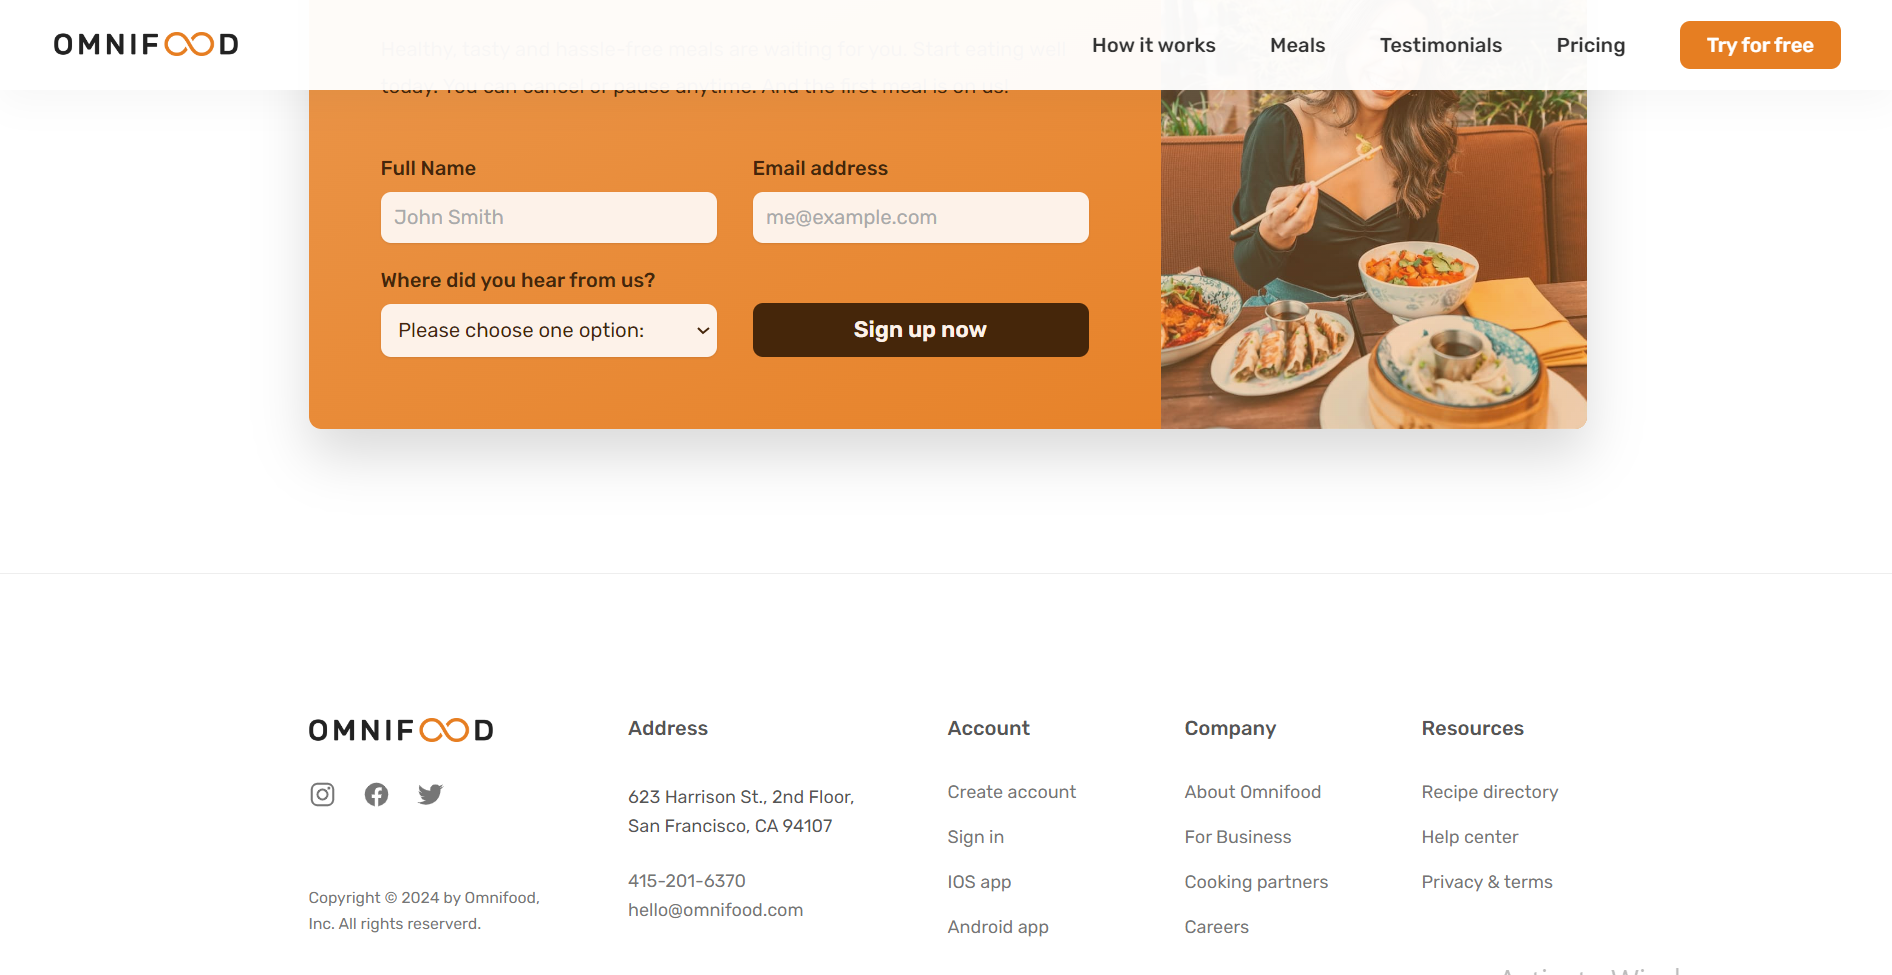 OMNIFOOD
How it works
Meals
Testimonials
Pricing
Try for free
Healthy, tasty and hassle-free meals are waiting for you. Start eating well
today. You can cancel or pause anytime. And the first meal is on us!
Full Name
Email address
John Smith
me@example.com
Where did you hear from us?
Please choose one option:
Sign up now
OMNIFOOD
Copyright © 2024 by Omnifood,
Inc. All rights reserverd.
Address
623 Harrison St., 2nd Floor,
San Francisco, CA 94107
415-201-6370
hello@omnifood.com
Account
Create account
Sign in
IOS app
Android app
Company
About Omnifood
For Business
Cooking partners
Careers
Resources
Recipe directory
Help center
Privacy & terms